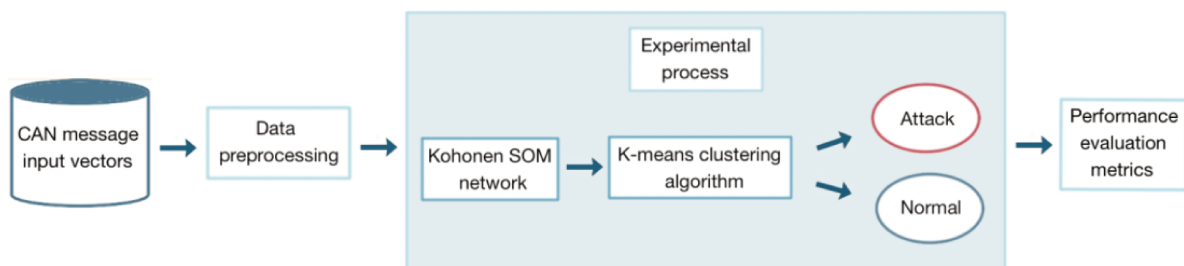 CAN message
input vectors
Data
preprocessing
Experimental
process
Kohonen SOM
network
K-means clustering
algorithm
Attack
Normal
Performance
evaluation
metrics